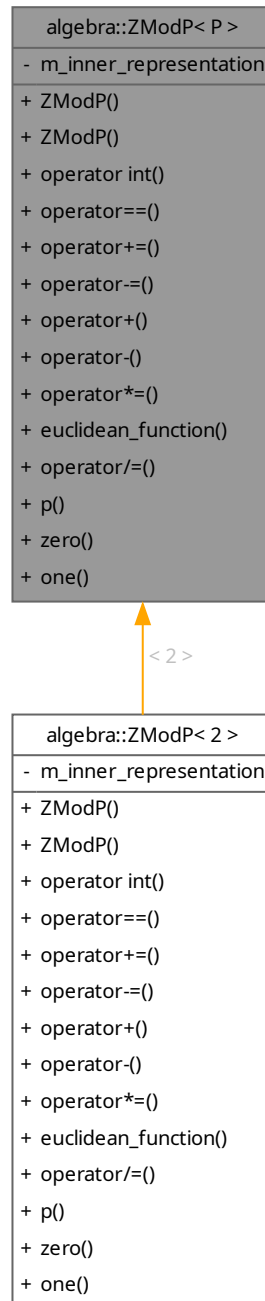 algebra::ZModP< P >
- m_inner_representation
+ ZModP()
+ ZModP()
+ operator int()
+ operator==()
+ operator+=()
+ operator-=()
+ operator+()
+ operator-()
+ operator*=()
+ euclidean_function()
+ operator/=()
+ p()
+ zero()
+ one()
< 2 >
algebra::ZModP< 2 >
- m_inner_representation
+ ZModP()
+ ZModP()
+ operator int()
+ operator==()
+ operator+=()
+ operator-=()
+ operator+()
+ operator-()
+ operator*=()
+ euclidean_function()
+ operator/=()
+ p()
+ zero()
+ one()